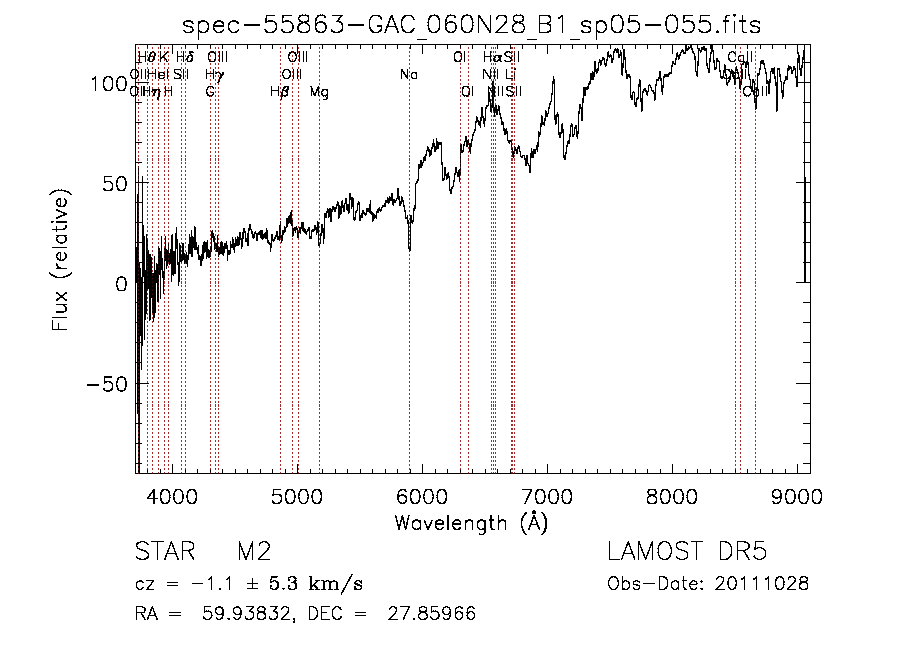 spec-55863-GAC_060N28_B1_sp05-055.fits
Hθ K Hδ OIII OIII OI Hα SII CaII
OII HeI SII Hγ OIII Na NII Li
OII Hη H G Hβ Mg OI NII SII CaII
100
50
0
-50
Flux (relative)
4000 5000 6000 7000 8000 9000
Wavelength (Å)
STAR M2 LAMOST DR5
cz = -1.1 ± 5.3 km/s Obs-Date: 20111028
RA = 59.93832, DEC = 27.85966